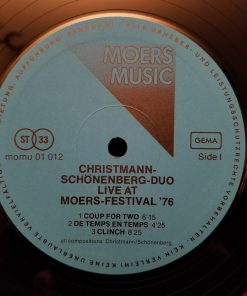 MOERS
MUSIC
ST 33
GEMA
momu 01 012
Side I
CHRISTMANN-
SCHÖNENBERG-DUO
LIVE AT
MOERS-FESTIVAL '76
1 COUP FOR TWO 6'15
2 DE TEMPS EN TEMPS 4'25
3 CLINCH 8'25
all compositions: Christmann/Schönenberg